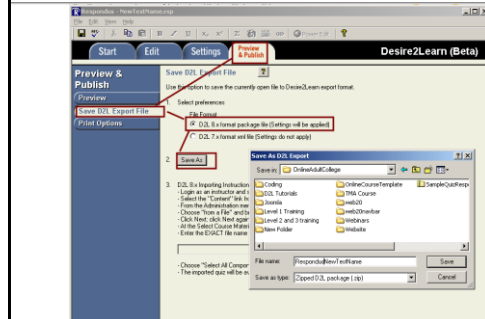 Respondus - NewTestName.rsp
File Edit View Help
Start Edit Settings Preview & Publish Desire2Learn (Beta)
Preview & Publish
Preview
Save D2L Export File
Print Options
Save D2L Export File
Use this option to save the currently open file to Desire2Learn export format.
1. Select preferences
File Format
D2L 8.x format package file (Settings will be applied)
D2L 7.x format xml file (Settings do not apply)
2. Save As
3. D2L 8.x Importing Instruction
- Login as an instructor and s
- Select the "Content" link fr
- From the Administration me
- Choose "from a File" and b
- Click Next; click Next again
- At the Select Course Materi
- Enter the EXACT file name
- Choose "Select All Compor
- The imported quiz will be av
Save As D2L Export
Save in: OnlineAdultCollege
Coding OnlineCourseTemplate SampleQuizResp
D2L Tutorials TMA Course
Joomla web20
Level 1 Training web20navbar
Level 2 and 3 training Webinars
New Folder Website
File name: RespondusNewTestName Save
Save as type: Zipped D2L package (.zip) Cancel